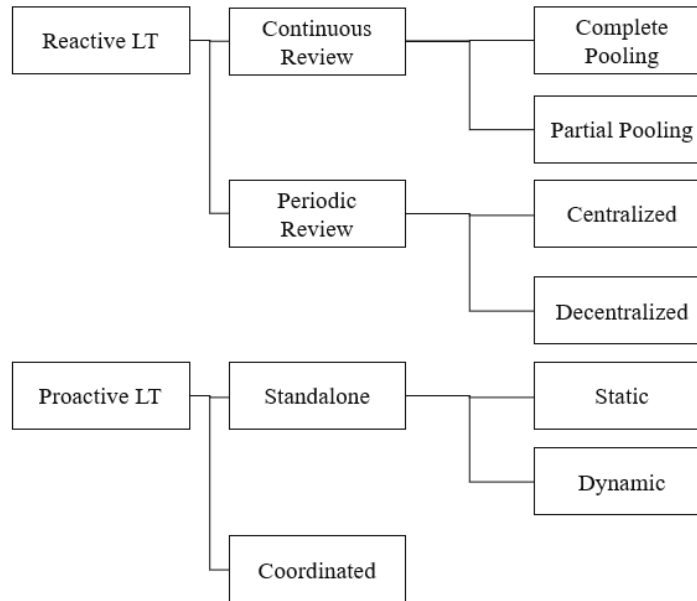 Reactive LT
Continuous
Review
Complete
Pooling
Partial Pooling
Periodic
Review
Centralized
Decentralized
Proactive LT
Standalone
Static
Dynamic
Coordinated